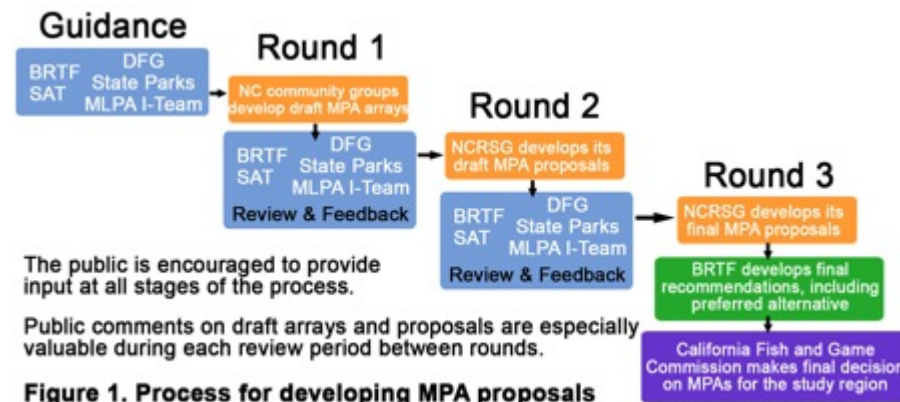 Guidance
BRTF
SAT
DFG
State Parks
MLPA I-Team
Round 1
NC community groups
develop draft MPA arrays
BRTF
SAT
DFG
State Parks
MLPA I-Team
Review & Feedback
Round 2
NCRSG develops its
draft MPA proposals
BRTF
SAT
DFG
State Parks
MLPA I-Team
Review & Feedback
Round 3
NCRSG develops its
final MPA proposals
BRTF develops final
recommendations, including
preferred alternative
California Fish and Game
Commission makes final decision
on MPAs for the study region
The public is encouraged to provide
input at all stages of the process.
Public comments on draft arrays and proposals are especially
valuable during each review period between rounds.
Figure 1. Process for developing MPA proposals